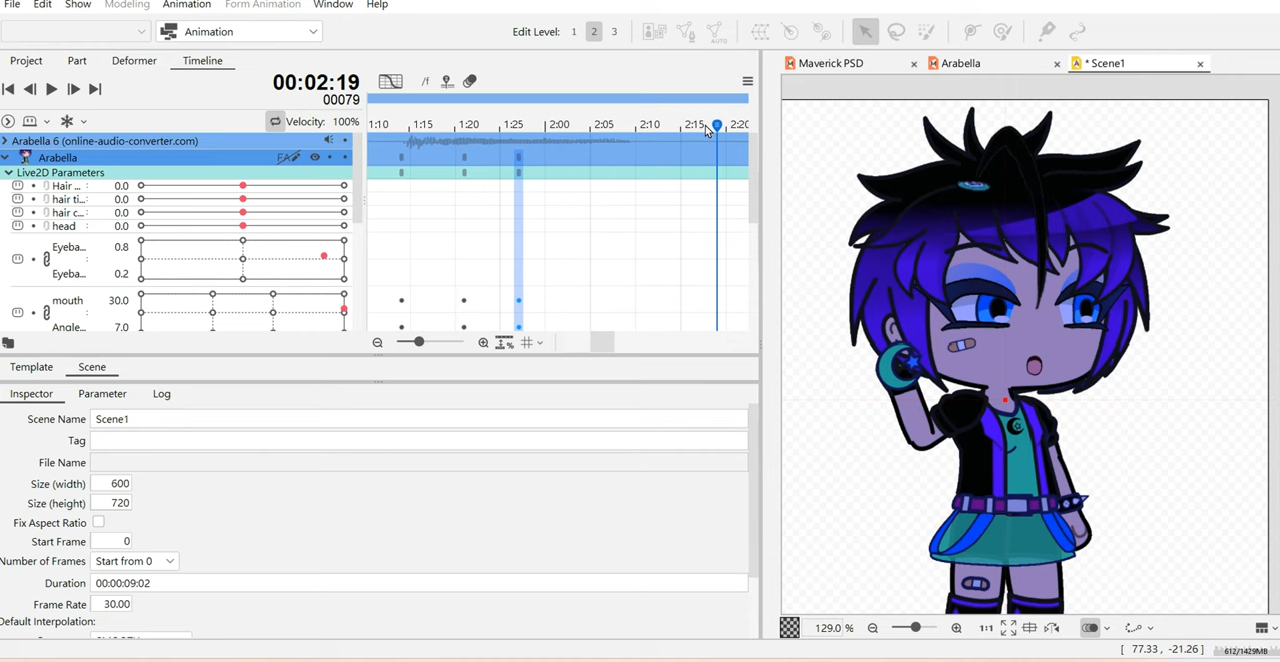 File Edit Show Modeling Animation Form Animation Window Help
Animation
Edit Level: 1 2 3
AUTO
Project Part Deformer Timeline
Maverick PSD Arabella * Scene1
00:02:19
00079
/f
Velocity: 100%
1:10 1:15 1:20 1:25 2:00 2:05 2:10 2:15 2:20
Arabella 6 (online-audio-converter.com)
Arabella FA
Live2D Parameters
Hair ... : 0.0
hair ti... : 0.0
hair c... : 0.0
head : 0.0
Eyeba... 0.8
Eyeba... 0.2
mouth 30.0
Angle... 7.0
Template Scene
Inspector Parameter Log
Scene Name Scene1
Tag
File Name
Size (width) 600
Size (height) 720
Fix Aspect Ratio
Start Frame 0
Number of Frames Start from 0
Duration 00:00:09:02
Frame Rate 30.00
Default Interpolation:
129.0 % 1:1
[ 77.33, -21.26] 612/1429MB